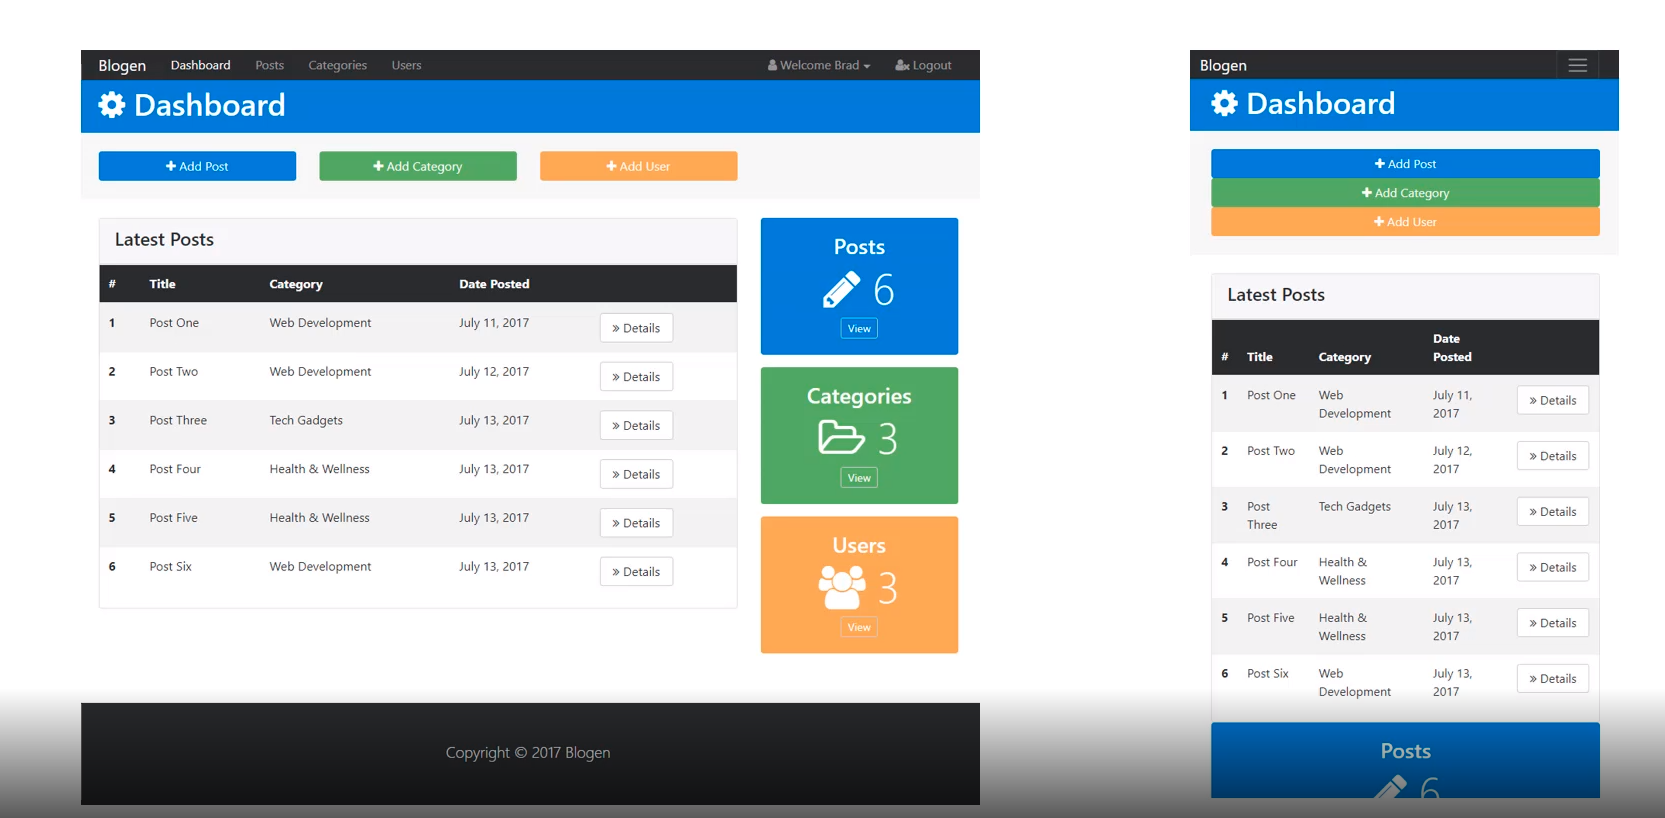 Blogen Dashboard Posts Categories Users Welcome Brad Logout
Dashboard
Add Post Add Category Add User
Latest Posts
# Title Category Date Posted
1 Post One Web Development July 11, 2017 » Details
2 Post Two Web Development July 12, 2017 » Details
3 Post Three Tech Gadgets July 13, 2017 » Details
4 Post Four Health & Wellness July 13, 2017 » Details
5 Post Five Health & Wellness July 13, 2017 » Details
6 Post Six Web Development July 13, 2017 » Details
Posts
6
View
Categories
3
View
Users
3
View
Copyright © 2017 Blogen
Blogen
Dashboard
Add Post
Add Category
Add User
Latest Posts
# Title Category Date
Posted
1 Post One Web
Development July 11,
2017 » Details
2 Post Two Web
Development July 12,
2017 » Details
3 Post
Three Tech Gadgets July 13,
2017 » Details
4 Post Four Health &
Wellness July 13,
2017 » Details
5 Post Five Health &
Wellness July 13,
2017 » Details
6 Post Six Web
Development July 13,
2017 » Details
Posts
6